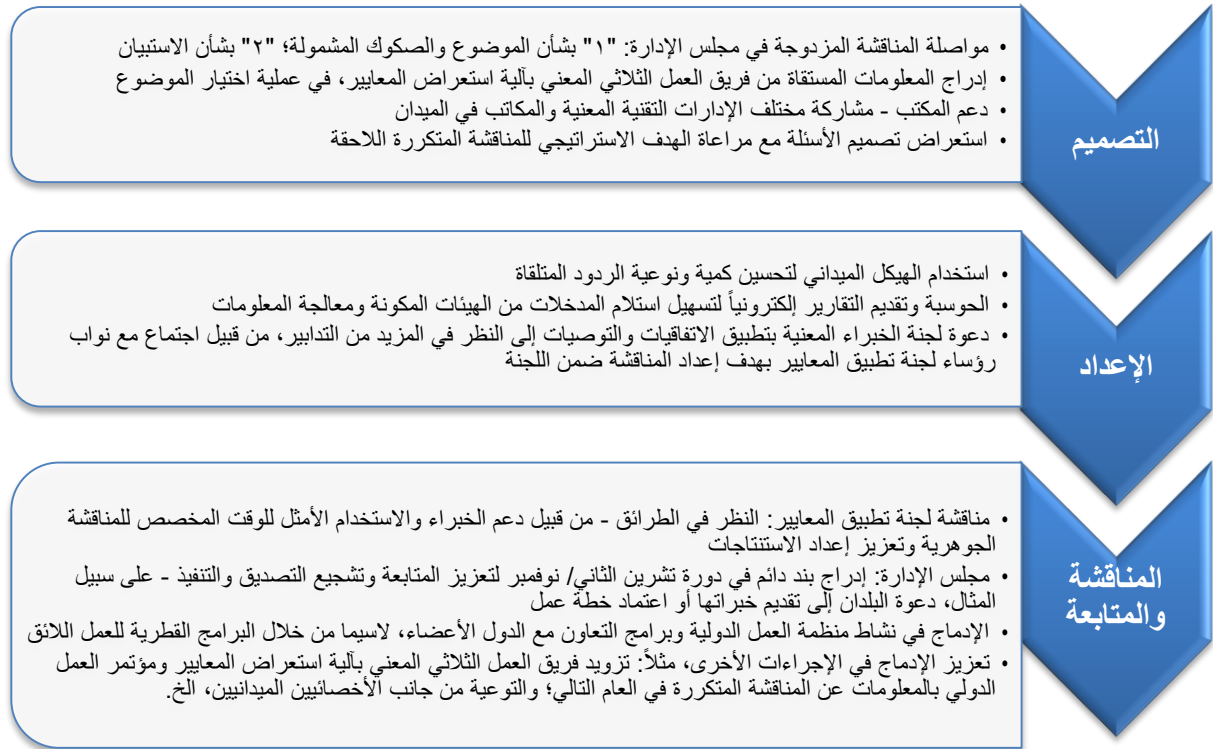 التصميم
• مواصلة المناقشة المزدوجة في مجلس الإدارة: "١" بشأن الموضوع والصكوك المشمولة؛ "٢" بشأن الاستبيان
• إدراج المعلومات المستقاة من فريق العمل الثلاثي المعني بآلية استعراض المعايير، في عملية اختيار الموضوع
• دعم المكتب - مشاركة مختلف الإدارات التقنية المعنية والمكاتب في الميدان
• استعراض تصميم الأسئلة مع مراعاة الهدف الاستراتيجي للمناقشة المتكررة اللاحقة
الإعداد
• استخدام الهيكل الميداني لتحسين كمية ونوعية الردود المتلقاة
• الحوسبة وتقديم التقارير إلكترونياً لتسهيل استلام المدخلات من الهيئات المكونة ومعالجة المعلومات
• دعوة لجنة الخبراء المعنية بتطبيق الاتفاقيات والتوصيات إلى النظر في المزيد من التدابير، من قبيل اجتماع مع نواب
رؤساء لجنة تطبيق المعايير بهدف إعداد المناقشة ضمن اللجنة
المناقشة
والمتابعة
• مناقشة لجنة تطبيق المعايير: النظر في الطرائق - من قبيل دعم الخبراء والاستخدام الأمثل للوقت المخصص للمناقشة
الجوهرية وتعزيز إعداد الاستنتاجات
• مجلس الإدارة: إدراج بند دائم في دورة تشرين الثاني/ نوفمبر لتعزيز المتابعة وتشجيع التصديق والتنفيذ - على سبيل
المثال، دعوة البلدان إلى تقديم خبراتها أو اعتماد خطة عمل
• الإدماج في نشاط منظمة العمل الدولية وبرامج التعاون مع الدول الأعضاء، لاسيما من خلال البرامج القطرية للعمل اللائق
• تعزيز الإدماج في الإجراءات الأخرى، مثلاً: تزويد فريق العمل الثلاثي المعني بآلية استعراض المعايير ومؤتمر العمل
الدولي بالمعلومات عن المناقشة المتكررة في العام التالي؛ والتوعية من جانب الأخصائيين الميدانيين، الخ.